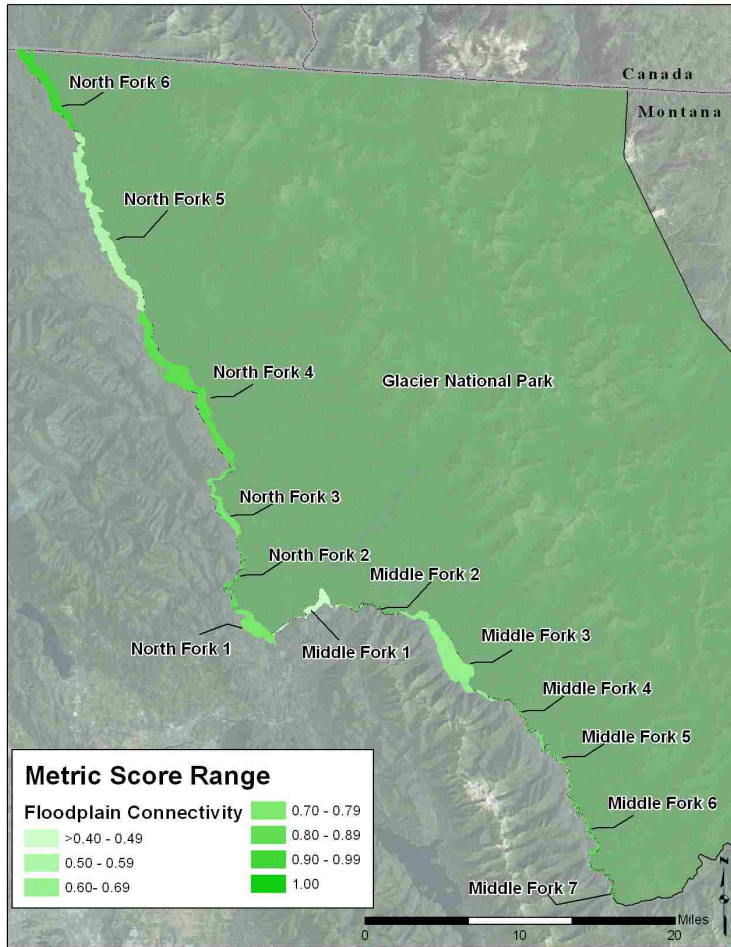 Canada
Montana
North Fork 6
North Fork 5
North Fork 4
Glacier National Park
North Fork 3
North Fork 2
Middle Fork 2
North Fork 1
Middle Fork 1
Middle Fork 3
Middle Fork 4
Middle Fork 5
Middle Fork 6
Middle Fork 7
Metric Score Range
Floodplain Connectivity
>0.40 - 0.49
0.50 - 0.59
0.60- 0.69
0.70 - 0.79
0.80 - 0.89
0.90 - 0.99
1.00
Miles
0 10 20